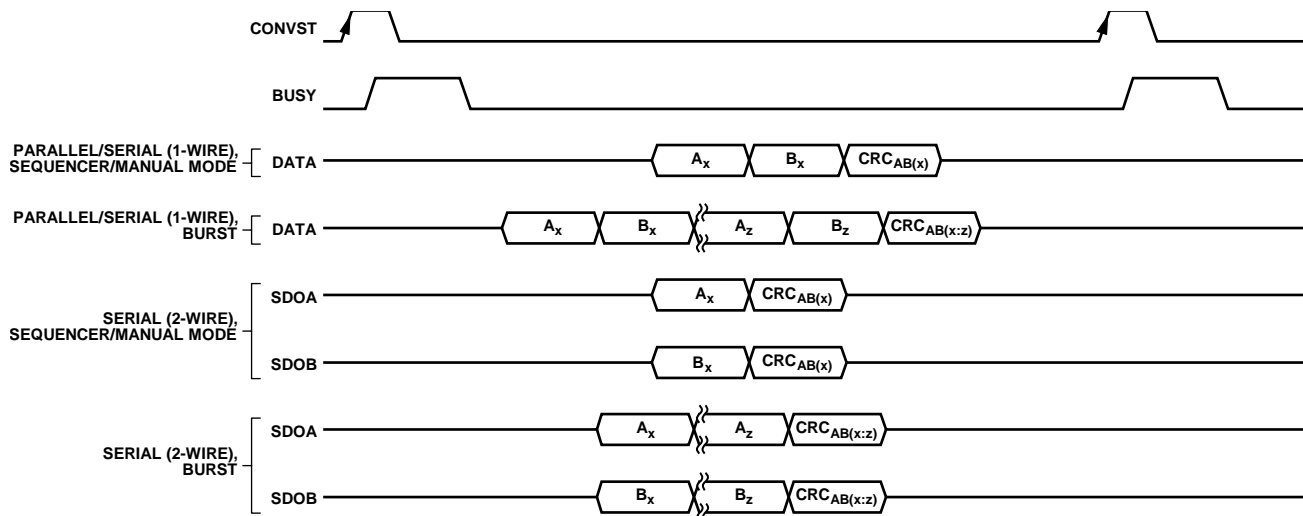 CONVST
BUSY
PARALLEL/SERIAL (1-WIRE),
SEQUENCER/MANUAL MODE
DATA
Ax
Bx
CRCAB(x)
PARALLEL/SERIAL (1-WIRE),
BURST
DATA
Ax
Bx
Az
Bz
CRCAB(x:z)
SERIAL (2-WIRE),
SEQUENCER/MANUAL MODE
SDOA
Ax
CRCAB(x)
SDOB
Bx
CRCAB(x)
SERIAL (2-WIRE),
BURST
SDOA
Ax
Az
CRCAB(x:z)
SDOB
Bx
Bz
CRCAB(x:z)